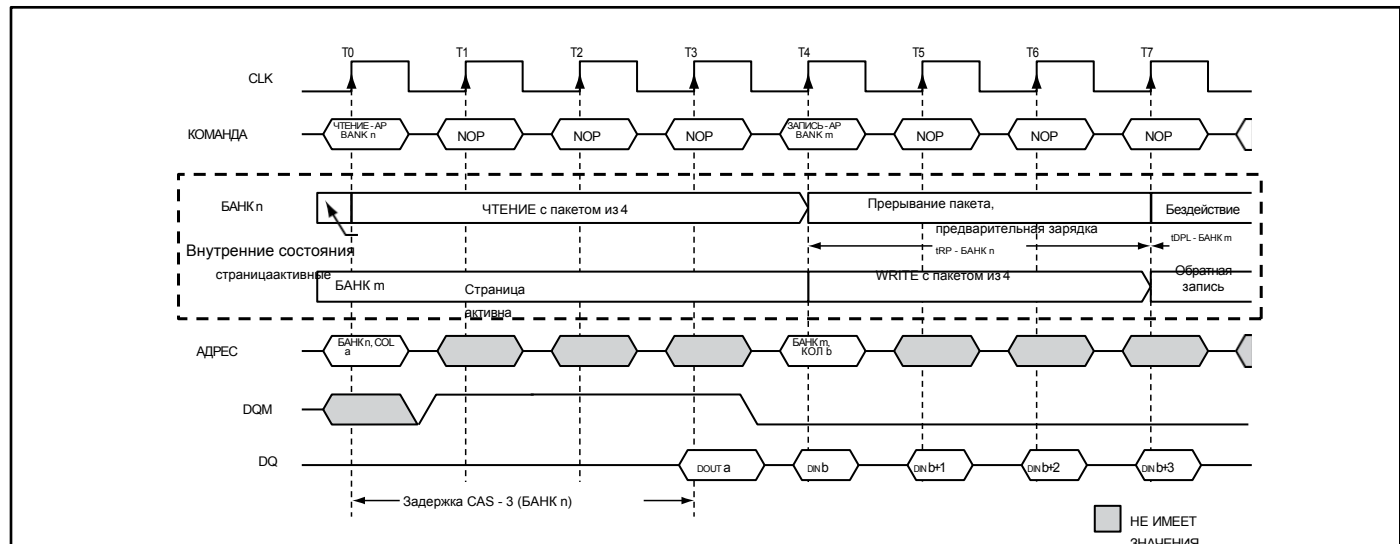 T0 T1 T2 T3 T4 T5 T6 T7
CLK
КОМАНДА
ЧТЕНИЕ - AP
BANK n
NOP
NOP
NOP
ЗАПИСЬ - AP
BANK m
NOP
NOP
NOP
БАНК n
ЧТЕНИЕ с пакетом из 4
Прерывание пакета,
предварительная зарядка
Бездействие
Внутренние состояния
tRP - БАНК n
tDPL - БАНК m
страницаактивные
БАНК m
Страница
активна
WRITE с пакетом из 4
Обратная
запись
АДРЕС
БАНК n, COL
a
БАНК m,
КОЛ b
DQM
DQ
DOUT a
DIN b
DIN b+1
DIN b+2
DIN b+3
Задержка CAS - 3 (БАНК n)
НЕ ИМЕЕТ
ЗНАЧЕНИЯ